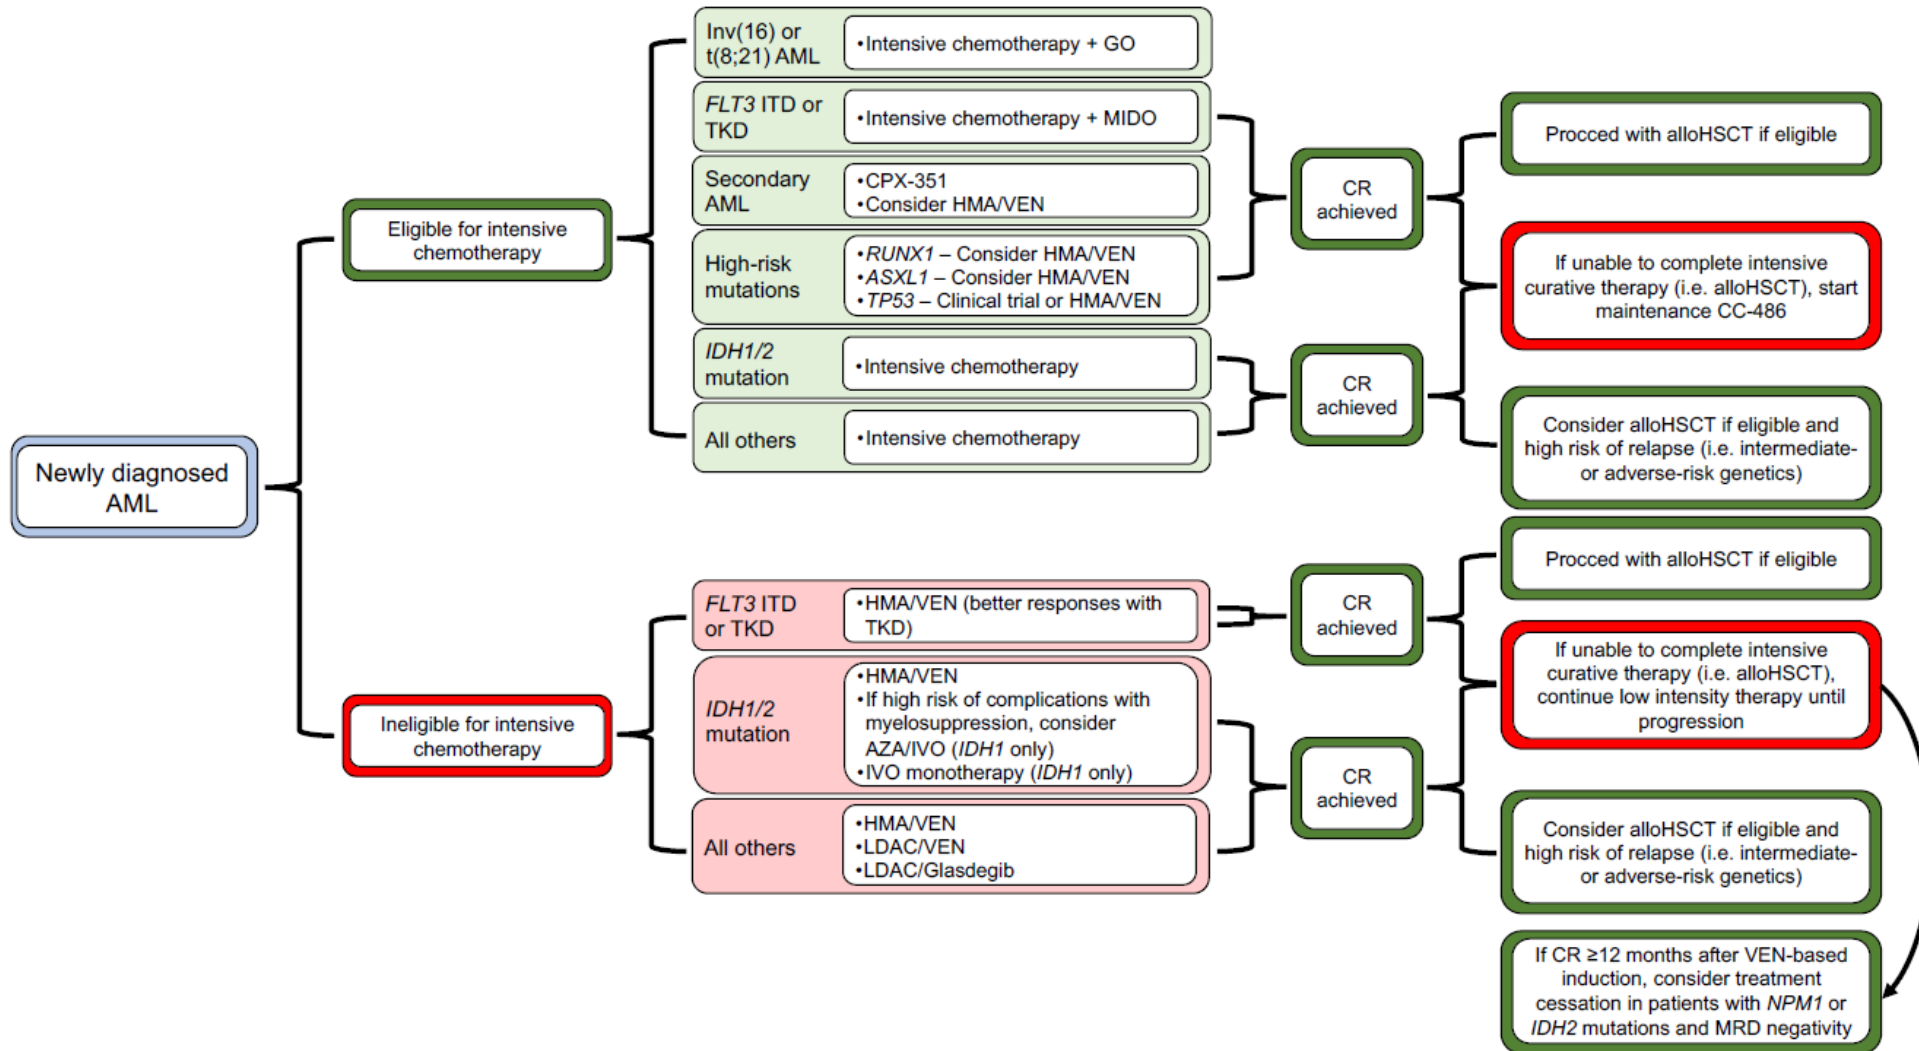 Newly diagnosed
AML
Eligible for intensive
chemotherapy
Inv(16) or
t(8;21) AML
•Intensive chemotherapy + GO
FLT3 ITD or
TKD
•Intensive chemotherapy + MIDO
Secondary
AML
•CPX-351
•Consider HMA/VEN
High-risk
mutations
•RUNX1 – Consider HMA/VEN
•ASXL1 – Consider HMA/VEN
•TP53 – Clinical trial or HMA/VEN
IDH1/2
mutation
•Intensive chemotherapy
All others
•Intensive chemotherapy
CR
achieved
CR
achieved
Procced with alloHSCT if eligible
If unable to complete intensive
curative therapy (i.e. alloHSCT), start
maintenance CC-486
Consider alloHSCT if eligible and
high risk of relapse (i.e. intermediate-
or adverse-risk genetics)
Ineligible for intensive
chemotherapy
FLT3 ITD
or TKD
•HMA/VEN (better responses with
TKD)
IDH1/2
mutation
•HMA/VEN
•If high risk of complications with
myelosuppression, consider
AZA/IVO (IDH1 only)
•IVO monotherapy (IDH1 only)
All others
•HMA/VEN
•LDAC/VEN
•LDAC/Glasdegib
CR
achieved
CR
achieved
Procced with alloHSCT if eligible
If unable to complete intensive
curative therapy (i.e. alloHSCT),
continue low intensity therapy until
progression
Consider alloHSCT if eligible and
high risk of relapse (i.e. intermediate-
or adverse-risk genetics)
If CR ≥12 months after VEN-based
induction, consider treatment
cessation in patients with NPM1 or
IDH2 mutations and MRD negativity